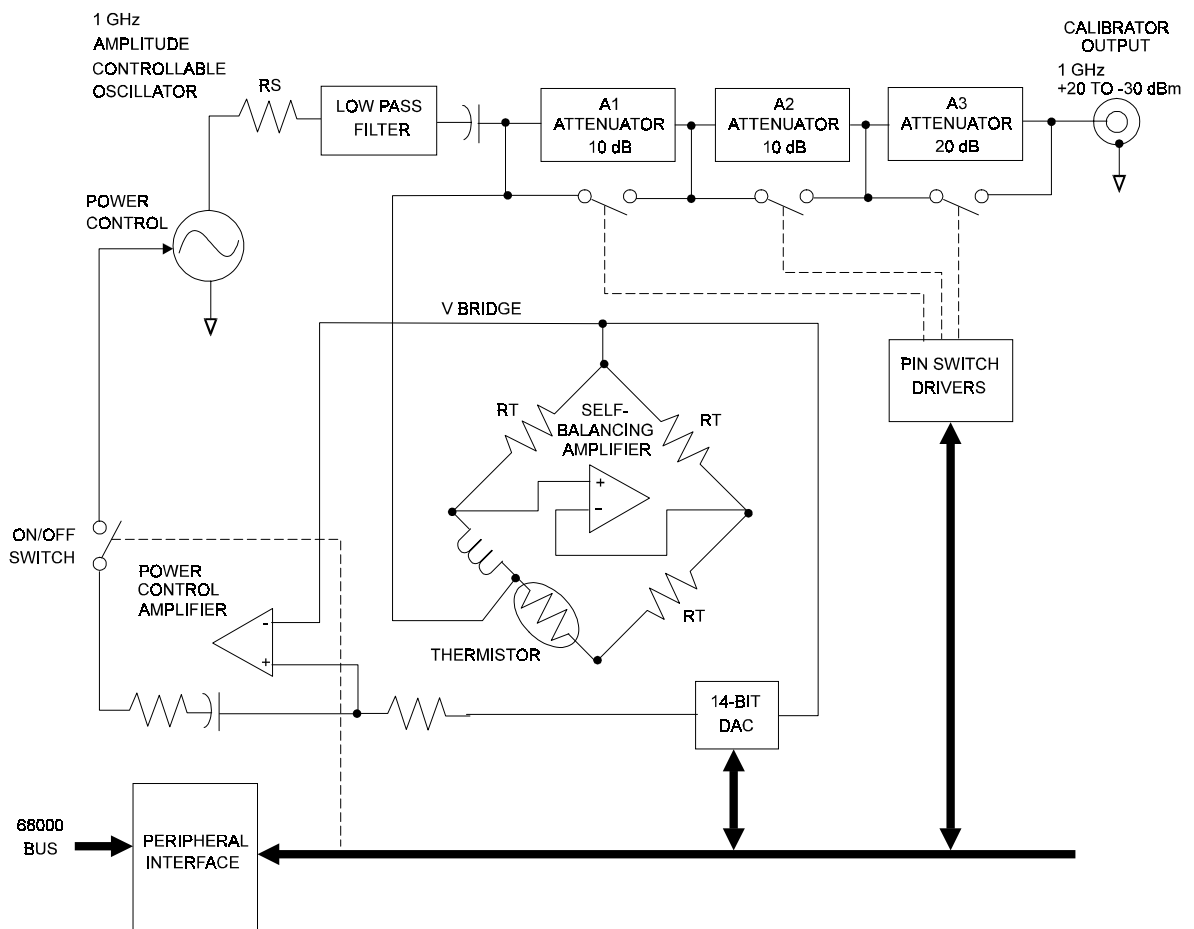 1 GHz
AMPLITUDE
CONTROLLABLE
OSCILLATOR
RS
LOW PASS
FILTER
A1
ATTENUATOR
10 dB
A2
ATTENUATOR
10 dB
A3
ATTENUATOR
20 dB
CALIBRATOR
OUTPUT
1 GHz
+20 TO -30 dBm
POWER
CONTROL
V BRIDGE
PIN SWITCH
DRIVERS
RT
SELF-
BALANCING
AMPLIFIER
RT
+
-
ON/OFF
SWITCH
POWER
CONTROL
AMPLIFIER
-
+
RT
THERMISTOR
14-BIT
DAC
68000
BUS
PERIPHERAL
INTERFACE